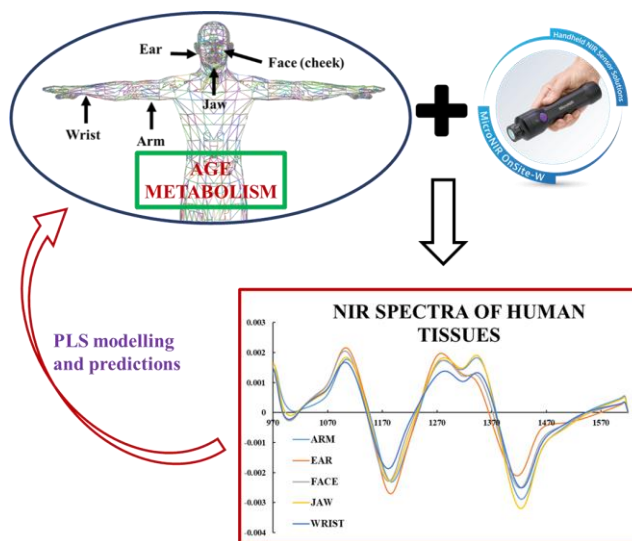 Ear
Face (cheek)
Jaw
Wrist
Arm
AGE
METABOLISM
Handheld NIR Sensor Solutions
MicroNIR OnSite-W
PLS modelling
and predictions
NIR SPECTRA OF HUMAN
TISSUES
0.003
0.002
0.001
0
-0.001
-0.002
-0.003
-0.004
970 1070 1170 1270 1370 1470 1570
ARM
EAR
FACE
JAW
WRIST